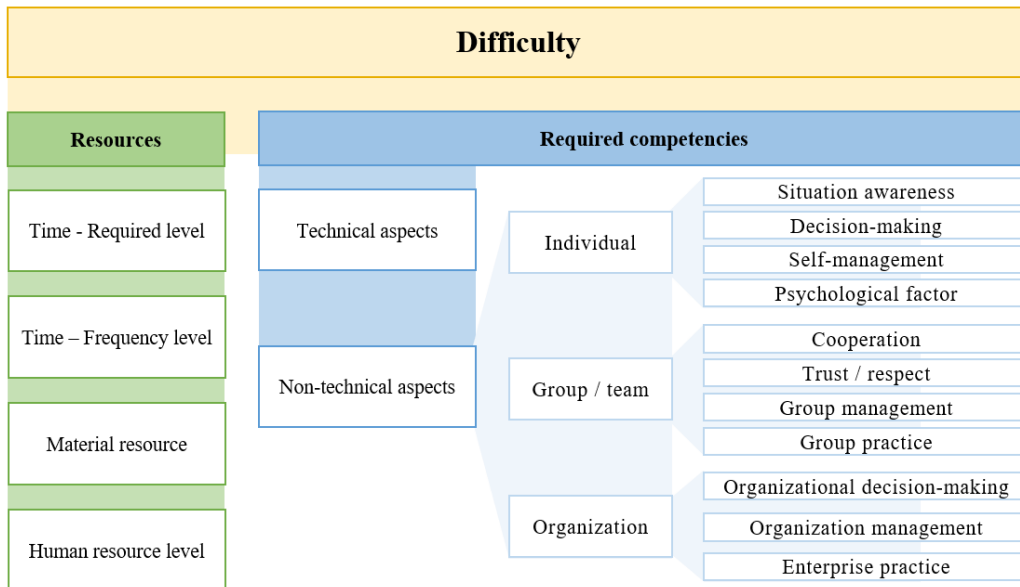 Difficulty
Resources
Required competencies
Time - Required level
Time – Frequency level
Material resource
Human resource level
Technical aspects
Non-technical aspects
Individual
Situation awareness
Decision-making
Self-management
Psychological factor
Group / team
Cooperation
Trust / respect
Group management
Group practice
Organization
Organizational decision-making
Organization management
Enterprise practice